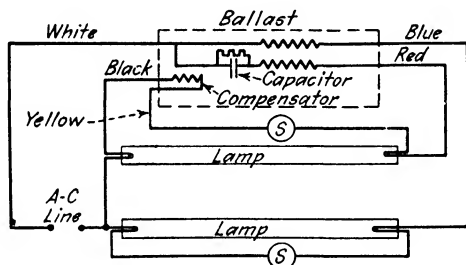 Ballast
White
Blue
Red
Black
Capacitor
Compensator
Yellow
S
Lamp
A-C
Line
Lamp
S